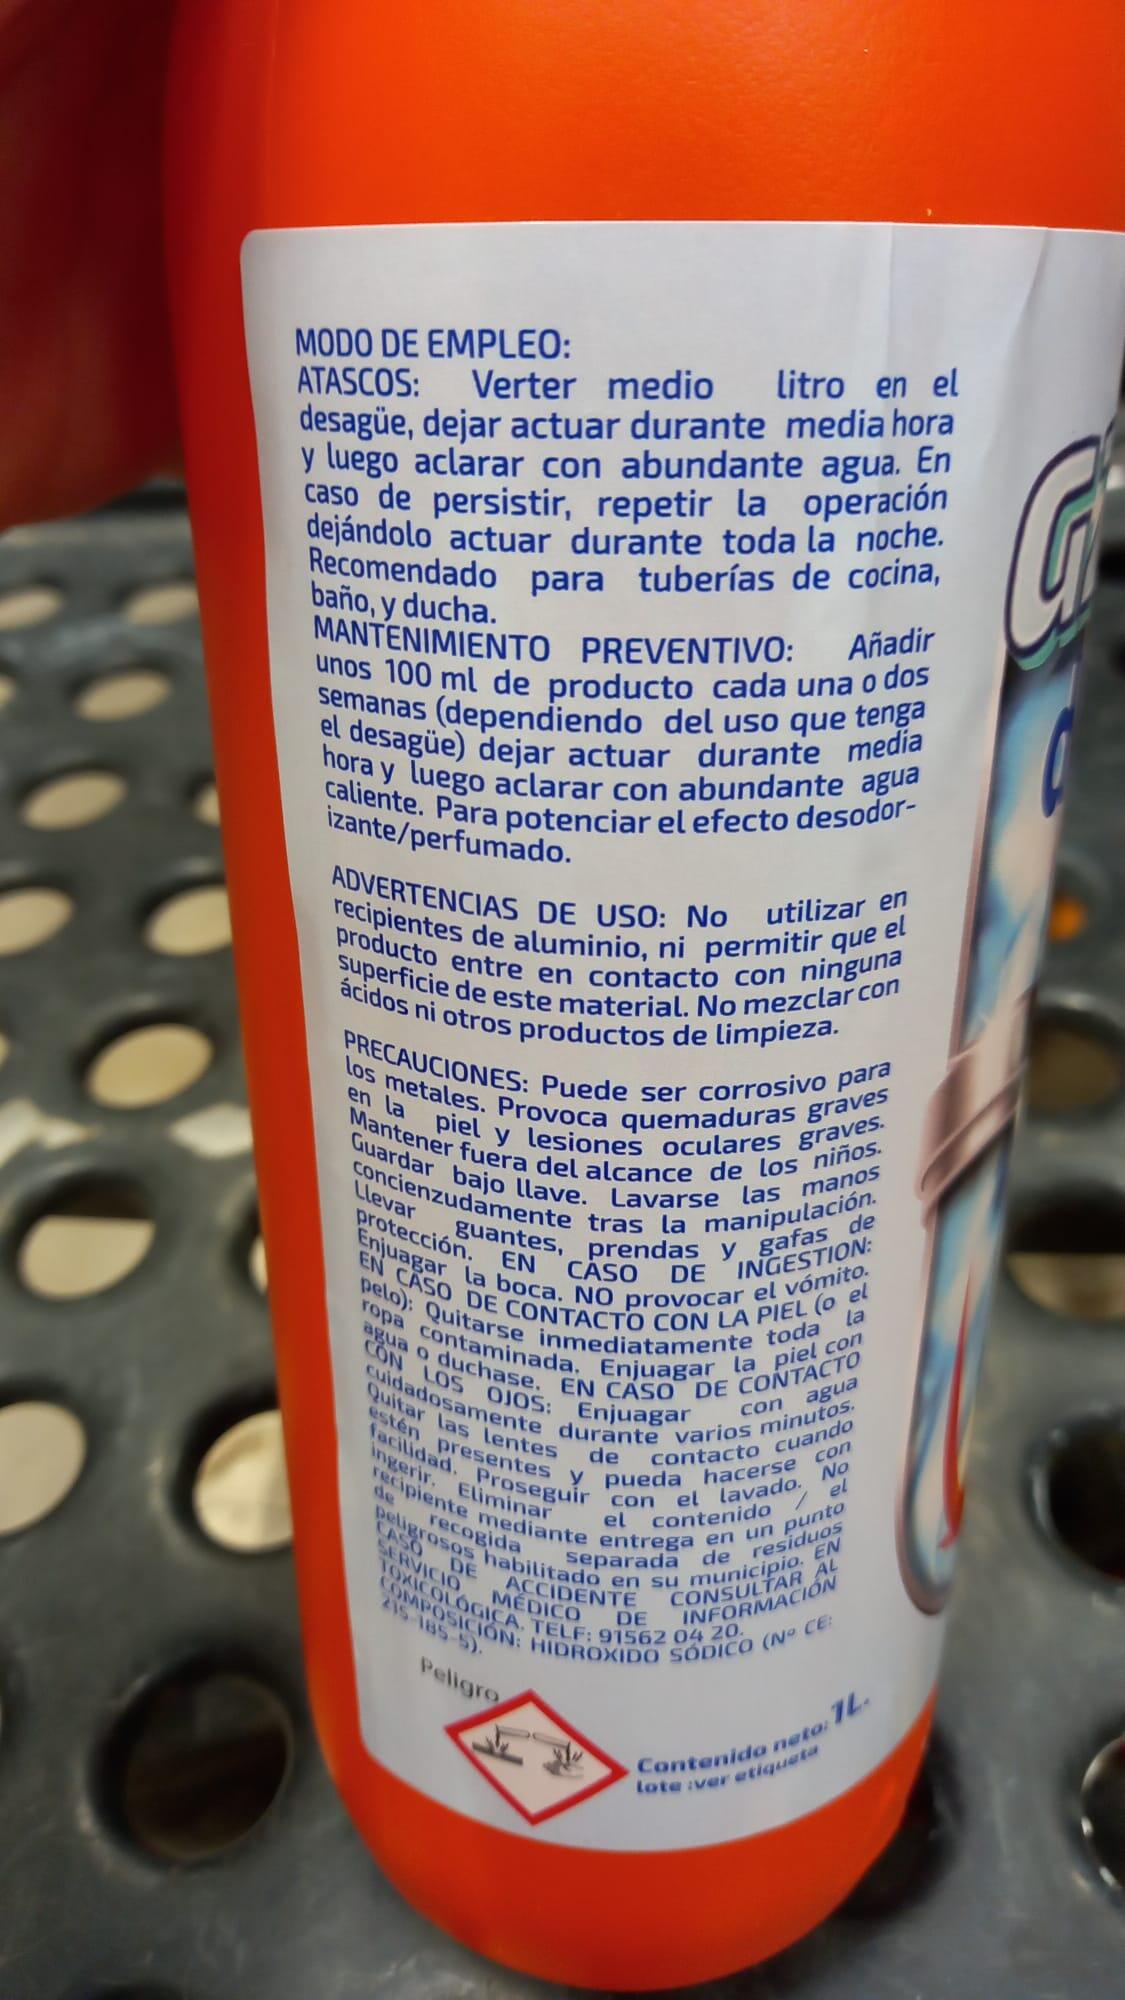 MODO DE EMPLEO:
ATASCOS: Verter medio litro en el
desagüe, dejar actuar durante media hora
y luego aclarar con abundante agua. En
caso de persistir, repetir la operación
dejándolo actuar durante toda la noche.
Recomendado para tuberías de cocina,
baño, y ducha.
MANTENIMIENTO PREVENTIVO: Añadir
unos 100 ml de producto cada una o dos
semanas (dependiendo del uso que tenga
el desagüe) dejar actuar durante media
hora y luego aclarar con abundante agua
caliente. Para potenciar el efecto desodor-
izante/perfumado.
ADVERTENCIAS DE USO: No utilizar en
recipientes de aluminio, ni permitir que el
producto entre en contacto con ninguna
superficie de este material. No mezclar con
ácidos ni otros productos de limpieza.
PRECAUCIONES: Puede ser corrosivo para
los metales. Provoca quemaduras graves
en la piel y lesiones oculares graves.
Mantener fuera del alcance de los niños.
Guardar bajo llave. Lavarse las manos
concienzudamente tras la manipulación.
Llevar guantes, prendas y gafas de
protección. EN CASO DE INGESTION:
Enjuagar la boca. NO provocar el vómito.
EN CASO DE CONTACTO CON LA PIEL (o el
pelo): Quitarse inmediatamente toda la
ropa contaminada. Enjuagar la piel con
agua o duchase. EN CASO DE CONTACTO
CON LOS OJOS: Enjuagar con agua
cuidadosamente durante varios minutos.
Quitar las lentes de contacto cuando
estén presentes y pueda hacerse con
facilidad. Proseguir con el lavado. No
ingerir. Eliminar el contenido / el
recipiente mediante entrega en un punto
de recogida separada de residuos
peligrosos habilitado en su municipio. EN
CASO DE ACCIDENTE CONSULTAR AL
SERVICIO MÉDICO DE INFORMACIÓN
TOXICOLÓGICA. TELF: 91562 04 20.
COMPOSICIÓN: HIDROXIDO SÓDICO (Nº CE:
215-185-5).
Peligro
Contenido neto: 1L.
lote :ver etiqueta